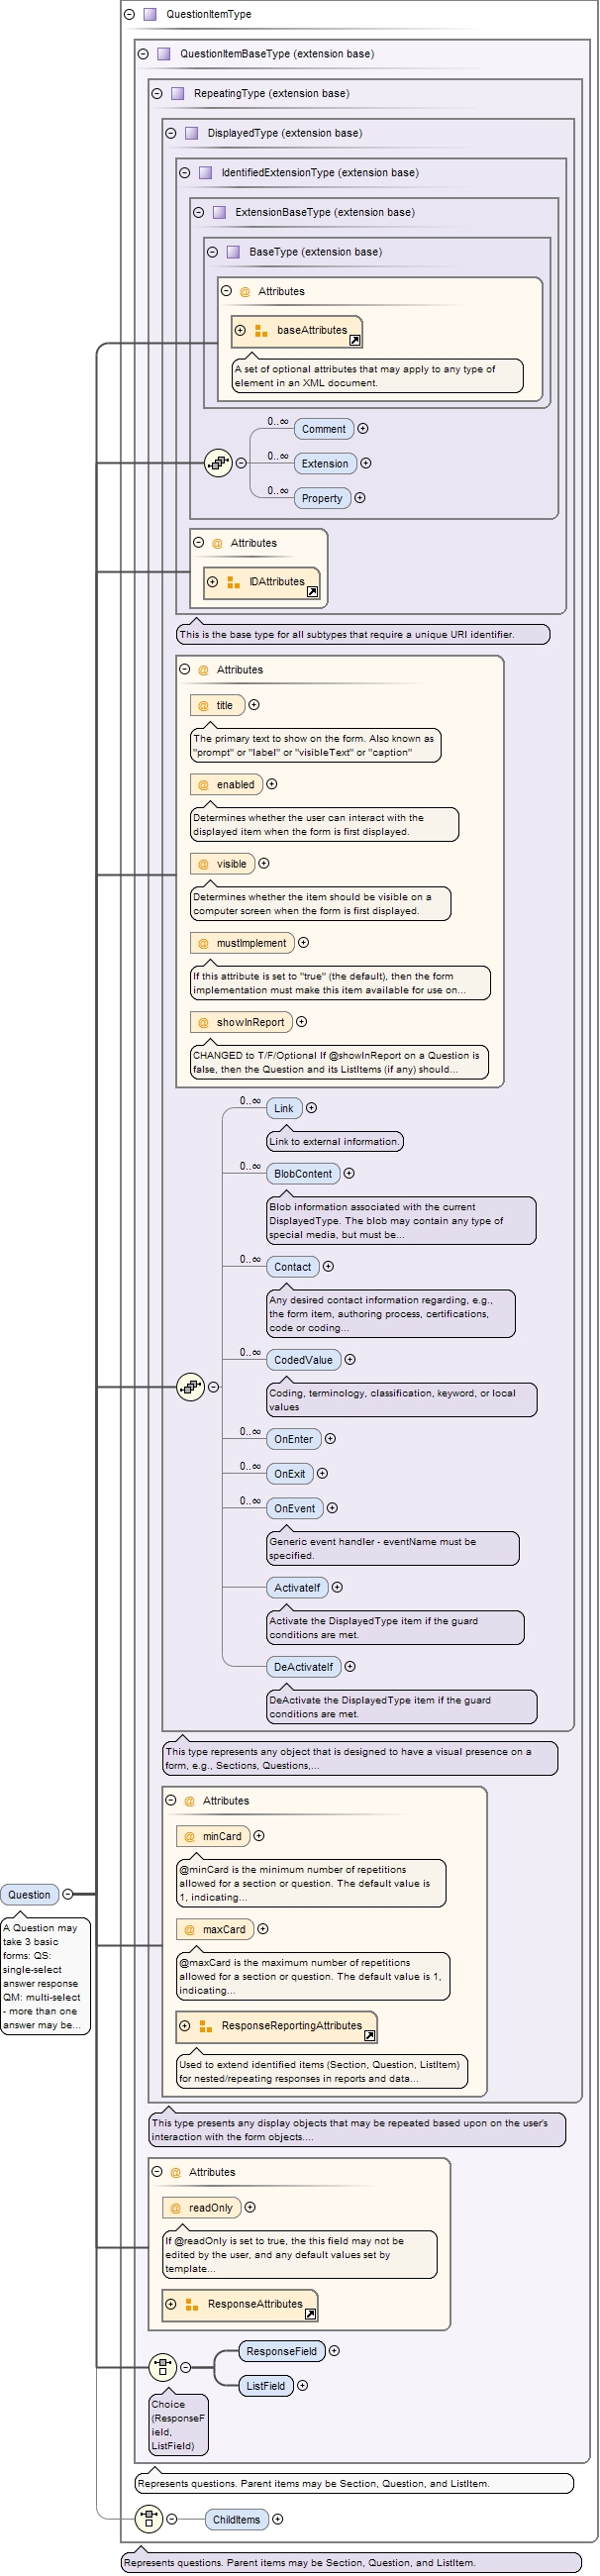 QuestionItemType
QuestionItemBaseType (extension base)
RepeatingType (extension base)
DisplayedType (extension base)
IdentifiedExtensionType (extension base)
ExtensionBaseType (extension base)
BaseType (extension base)
@ Attributes
baseAttributes
A set of optional attributes that may apply to any type of
element in an XML document.
0..∞
Comment
0..∞
Extension
0..∞
Property
@ Attributes
IDAttributes
This is the base type for all subtypes that require a unique URI identifier.
@ Attributes
@ title
The primary text to show on the form. Also known as
"prompt" or "label" or "visibleText" or "caption"
@ enabled
Determines whether the user can interact with the
displayed item when the form is first displayed.
@ visible
Determines whether the item should be visible on a
computer screen when the form is first displayed.
@ mustImplement
If this attribute is set to "true" (the default), then the form
implementation must make this item available for use on...
@ showInReport
CHANGED to T/F/Optional If @showInReport on a Question is
false, then the Question and its ListItems (if any) should...
0..∞
Link
Link to external information.
0..∞
BlobContent
Blob information associated with the current
DisplayedType. The blob may contain any type of
special media, but must be...
0..∞
Contact
Any desired contact information regarding, e.g.,
the form item, authoring process, certifications,
code or coding...
0..∞
CodedValue
Coding, terminology, classification, keyword, or local
values
0..∞
OnEnter
0..∞
OnExit
0..∞
OnEvent
Generic event handler - eventName must be
specified.
ActivateIf
Activate the DisplayedType item if the guard
conditions are met.
DeActivateIf
DeActivate the DisplayedType item if the guard
conditions are met.
This type represents any object that is designed to have a visual presence on a
form, e.g., Sections, Questions,...
@ Attributes
@ minCard
@minCard is the minimum number of repetitions
allowed for a section or question. The default value is
1, indicating...
@ maxCard
@maxCard is the maximum number of repetitions
allowed for a section or question. The default value is 1,
indicating...
ResponseReportingAttributes
Used to extend identified items (Section, Question, ListItem)
for nested/repeating responses in reports and data...
Question
A Question may
take 3 basic
forms: QS:
single-select
answer response
QM: multi-select
- more than one
answer may be...
This type presents any display objects that may be repeated based upon on the user's
interaction with the form objects....
@ Attributes
@ readOnly
If @readOnly is set to true, the this field may not be
edited by the user, and any default values set by
template...
ResponseAttributes
ResponseField
ListField
Choice
(ResponseF
ield,
ListField)
Represents questions. Parent items may be Section, Question, and ListItem.
ChildItems
Represents questions. Parent items may be Section, Question, and ListItem.